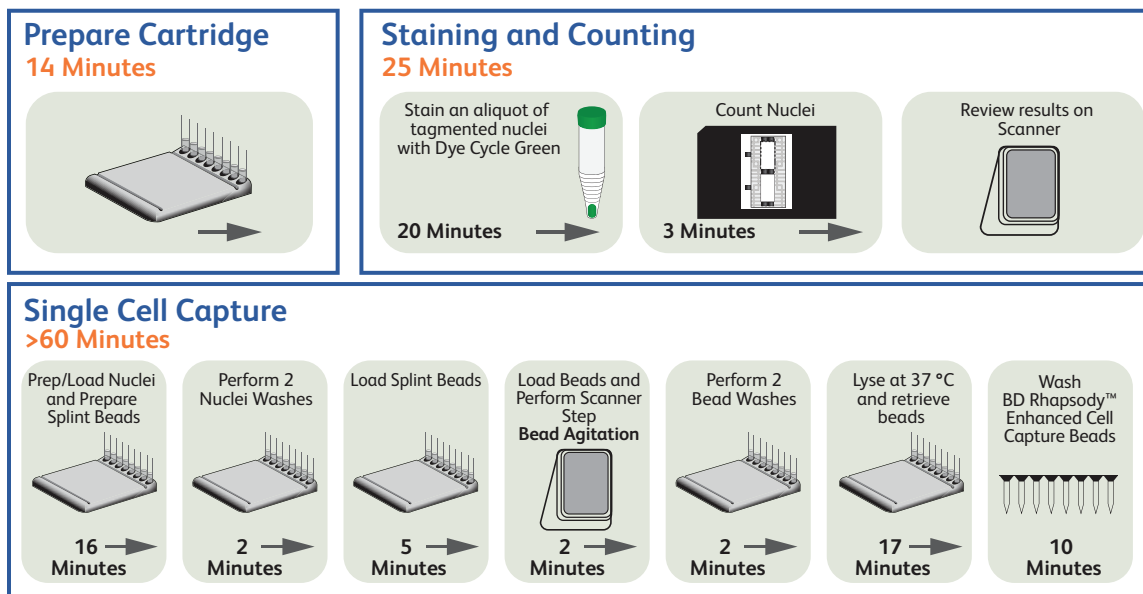 Prepare Cartridge
14 Minutes
Staining and Counting
25 Minutes
Stain an aliquot of
tagmented nuclei
with Dye Cycle Green
20 Minutes
Count Nuclei
3 Minutes
Review results on
Scanner
Single Cell Capture
>60 Minutes
Prep/Load Nuclei
and Prepare
Splint Beads
16
Minutes
Perform 2
Nuclei Washes
2
Minutes
Load Splint Beads
5
Minutes
Load Beads and
Perform Scanner
Step
Bead Agitation
2
Minutes
Perform 2
Bead Washes
2
Minutes
Lyse at 37 °C
and retrieve
beads
17
Minutes
Wash
BD Rhapsody™
Enhanced Cell
Capture Beads
10
Minutes